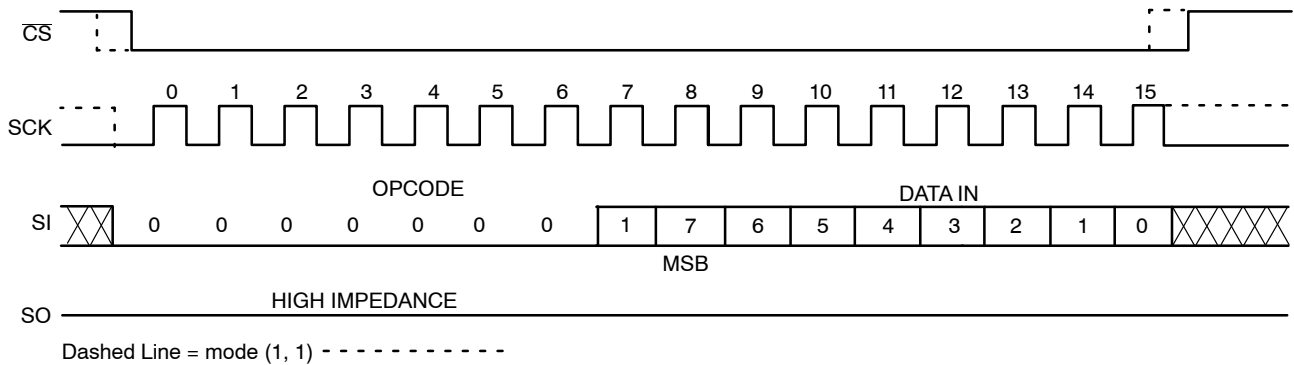 CS
0 1 2 3 4 5 6 7 8 9 10 11 12 13 14 15
SCK
OPCODE DATA IN
SI 0 0 0 0 0 0 0 1 7 6 5 4 3 2 1 0
MSB
HIGH IMPEDANCE
SO
Dashed Line = mode (1, 1)